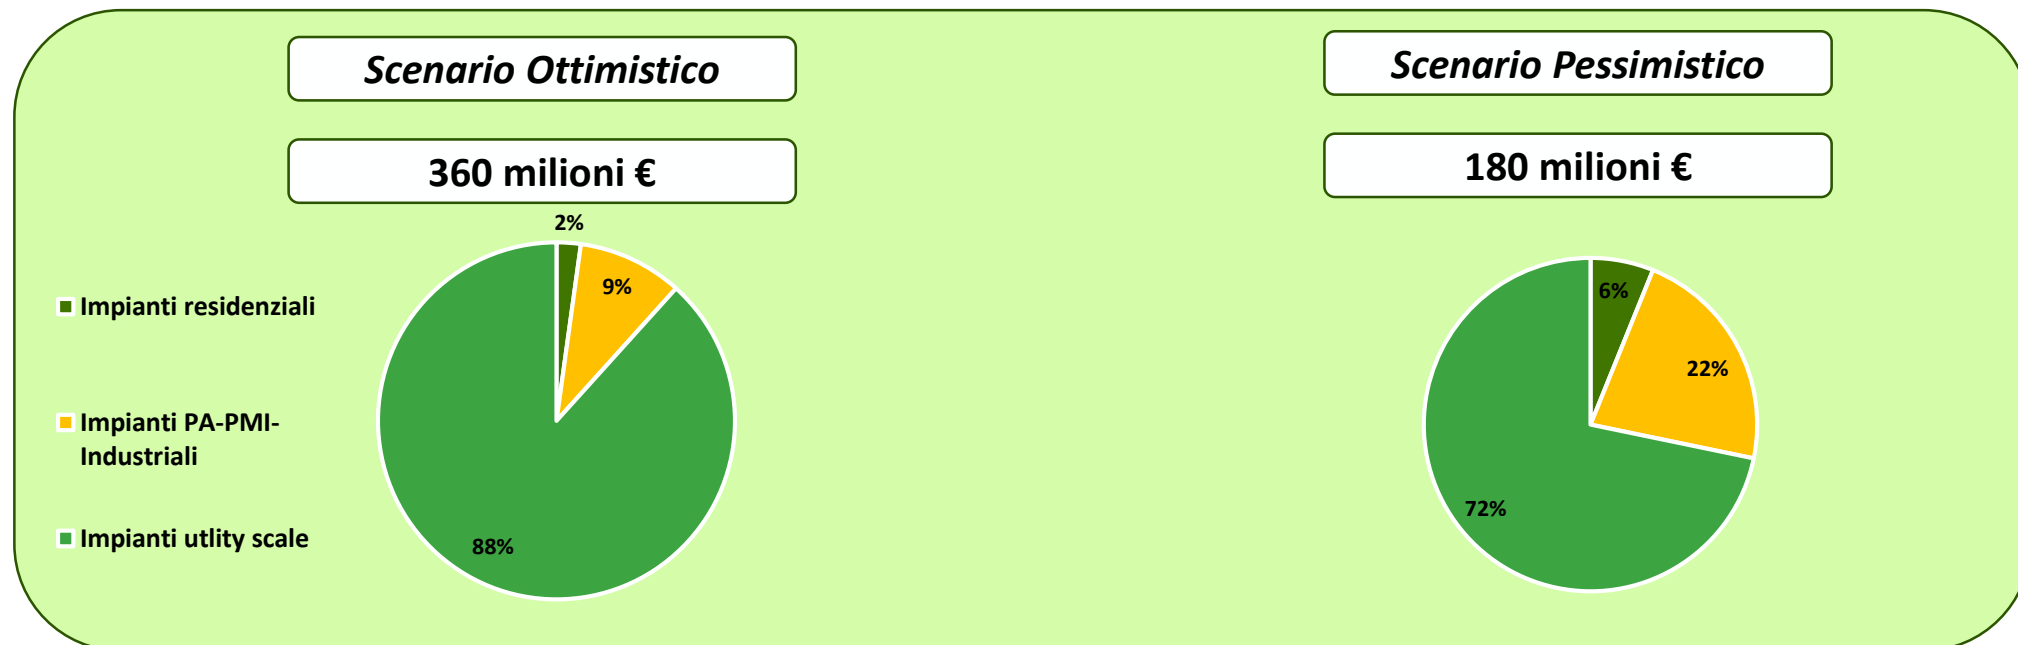 Scenario Ottimistico
360 milioni €
2%
9%
88%
Impianti residenziali
Impianti PA-PMI-
Industriali
Impianti utlity scale
Scenario Pessimistico
180 milioni €
6%
22%
72%